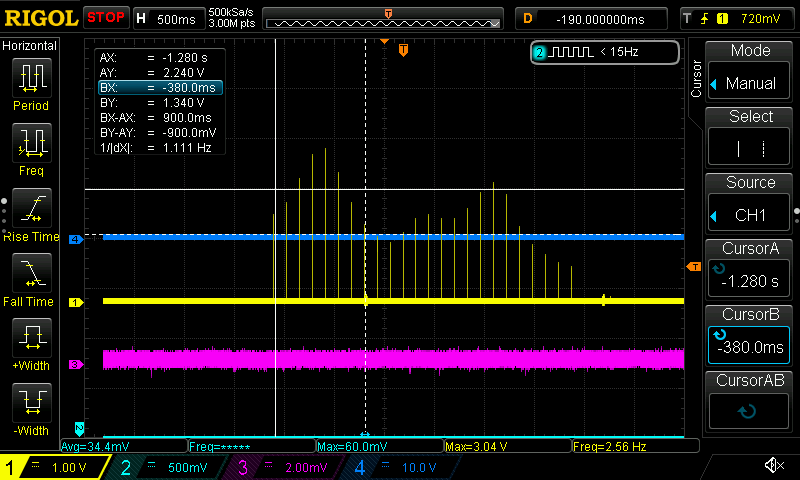 RIGOL STOP H 500ms 500kSa/s 3.00M pts T D -190.000000ms T 1 720mV
Horizontal
Period
Freq
Rise Time
Fall Time
+Width
-Width
AX: = -1.280 s
AY: = 2.240 V
BX: = -380.0ms
BY: = 1.340 V
BX-AX: = 900.0ms
BY-AY: = -900.0mV
1/|dX|: = 1.111 Hz
T
2 < 15Hz
4
1
3
2
T
Avg=34.4mV Freq=***** Max=60.0mV Max=3.04 V Freq=2.56 Hz
Cursor
Mode
Manual
Select
Source
CH1
CursorA
-1.280 s
CursorB
-380.0ms
CursorAB
1 = 1.00 V 2 = 500mV 3 = 2.00mV 4 = 10.0 V